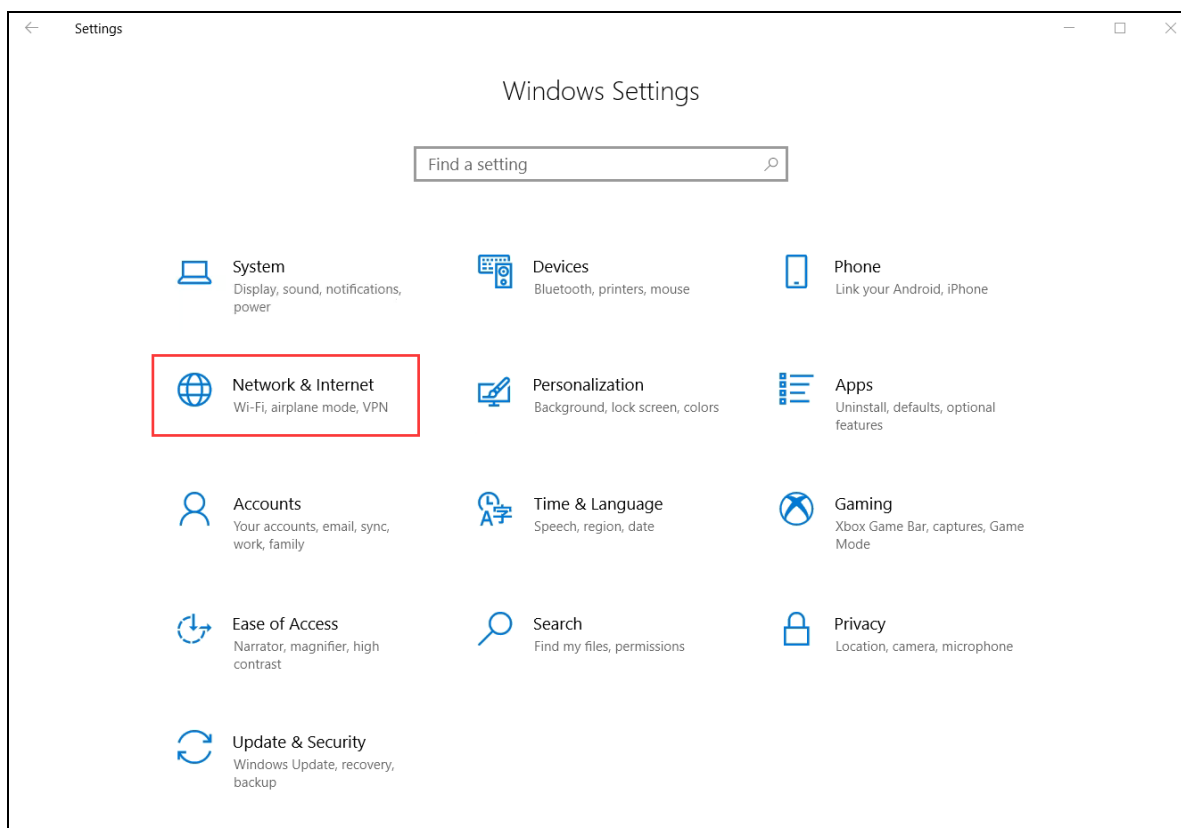 Settings
Windows Settings
Find a setting
System
Display, sound, notifications,
power
Devices
Bluetooth, printers, mouse
Phone
Link your Android, iPhone
Network & Internet
Wi-Fi, airplane mode, VPN
Personalization
Background, lock screen, colors
Apps
Uninstall, defaults, optional
features
Accounts
Your accounts, email, sync,
work, family
Time & Language
Speech, region, date
Gaming
Xbox Game Bar, captures, Game
Mode
Ease of Access
Narrator, magnifier, high
contrast
Search
Find my files, permissions
Privacy
Location, camera, microphone
Update & Security
Windows Update, recovery,
backup